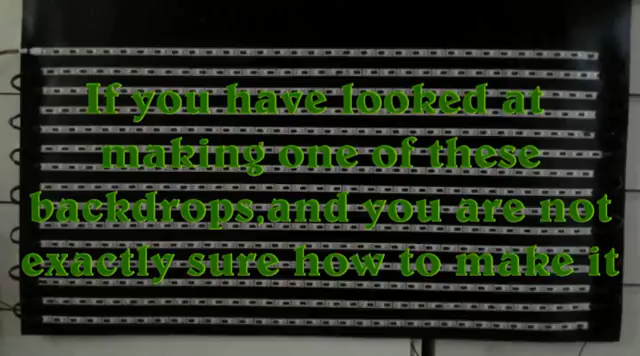 If you have looked at
making one of these
backdrops,and you are not
exactly sure how to make it